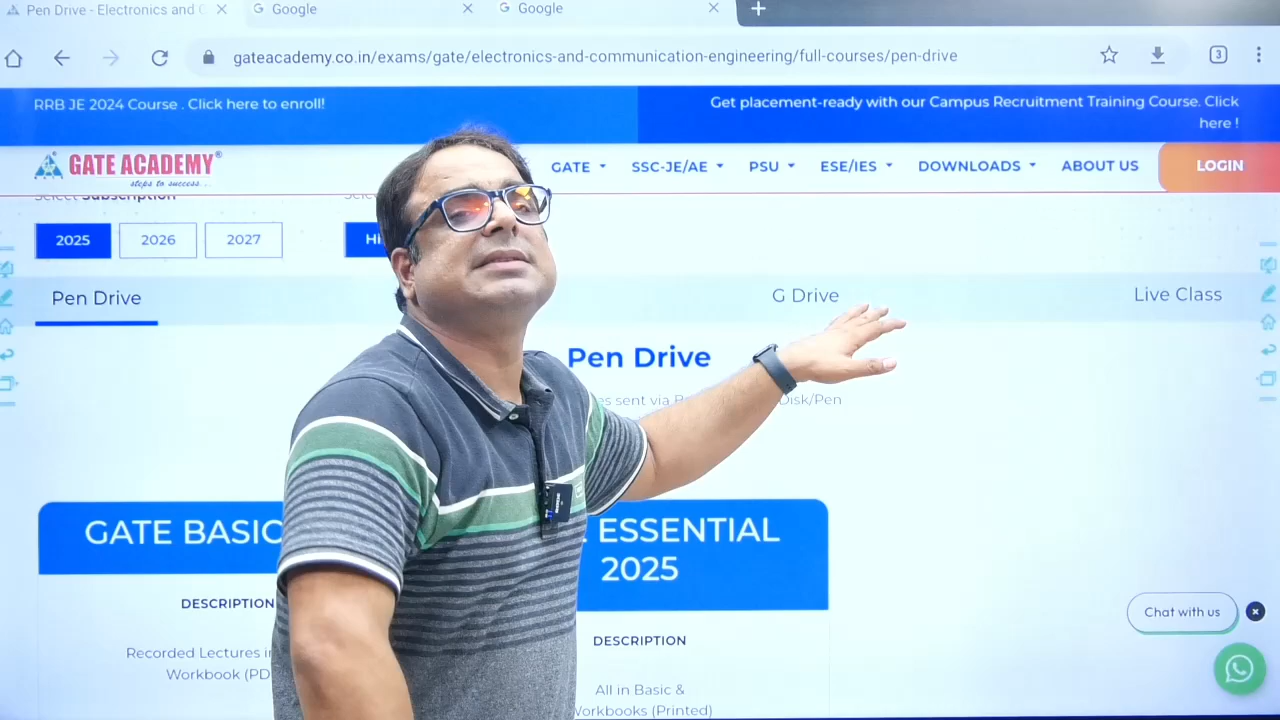 Pen Drive - Electronics and
Google
Google
gateacademy.co.in/exams/gate/electronics-and-communication-engineering/full-courses/pen-drive
3
RRB JE 2024 Course . Click here to enroll!
Get placement-ready with our Campus Recruitment Training Course. Click
here !
GATE ACADEMY®
steps to success...
GATE
SSC-JE/AE
PSU
ESE/IES
DOWNLOADS
ABOUT US
LOGIN
Select Subscription
2025
2026
2027
Pen Drive
G Drive
Live Class
Pen Drive
sent via
Disk/Pen
GATE BASIC
ESSENTIAL
2025
DESCRIPTION
Recorded Lectures
Workbook
DESCRIPTION
All in Basic &
Workbooks (Printed)
Chat with us